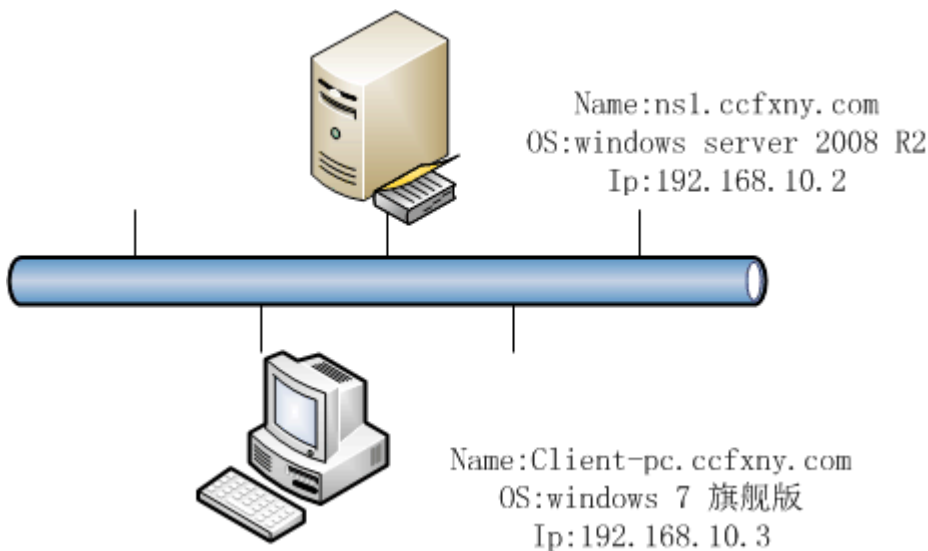 Name:ns1.ccfxny.com
OS:windows server 2008 R2
Ip:192.168.10.2
Name:Client-pc.ccfxny.com
OS:windows 7 旗舰版
Ip:192.168.10.3